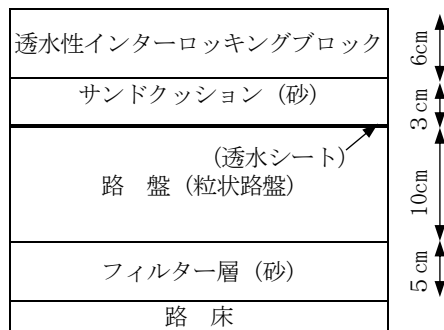 透水性インターロッキングブロック
6cm
サンドクッション（砂）
3cm
（透水シート）
路　盤（粒状路盤）
10cm
フィルター層（砂）
5cm
路　床